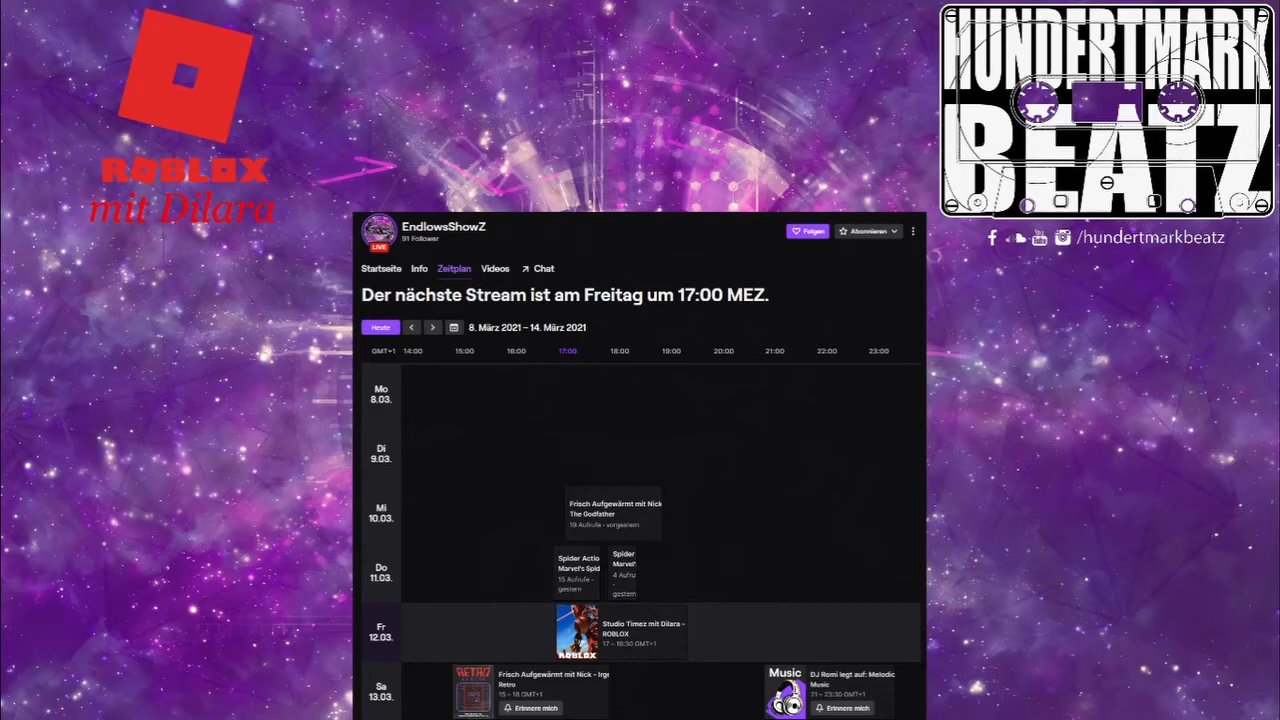 ROBLOX
mit Dilara
HUNDERTMARK
BEATZ
/hundertmarkbeatz
EndlowsShowZ
91 Follower
LIVE
Folgen
Abonnieren
Startseite Info Zeitplan Videos Chat
Der nächste Stream ist am Freitag um 17:00 MEZ.
Heute 8. März 2021 – 14. März 2021
GMT+1 14:00 15:00 16:00 17:00 18:00 19:00 20:00 21:00 22:00 23:00
Mo
8.03.
Di
9.03.
Mi
10.03.
Frisch Aufgewärmt mit Nick
The Godfather
19 Aufrufe - vorgestern
Do
11.03.
Spider Actio
Marvel's Spid
15 Aufrufe -
gestern
Spider
Marvel'
4 Aufru
-
gestern
Fr
12.03.
ROBLOX
Studio Timez mit Dilara -
ROBLOX
17 – 19:30 GMT+1
Sa
13.03.
RETRO
Frisch Aufgewärmt mit Nick - Irge
Retro
15 – 18 GMT+1
Erinnere mich
Music
DJ Romi legt auf: Melodic
Music
21 – 23:30 GMT+1
Erinnere mich